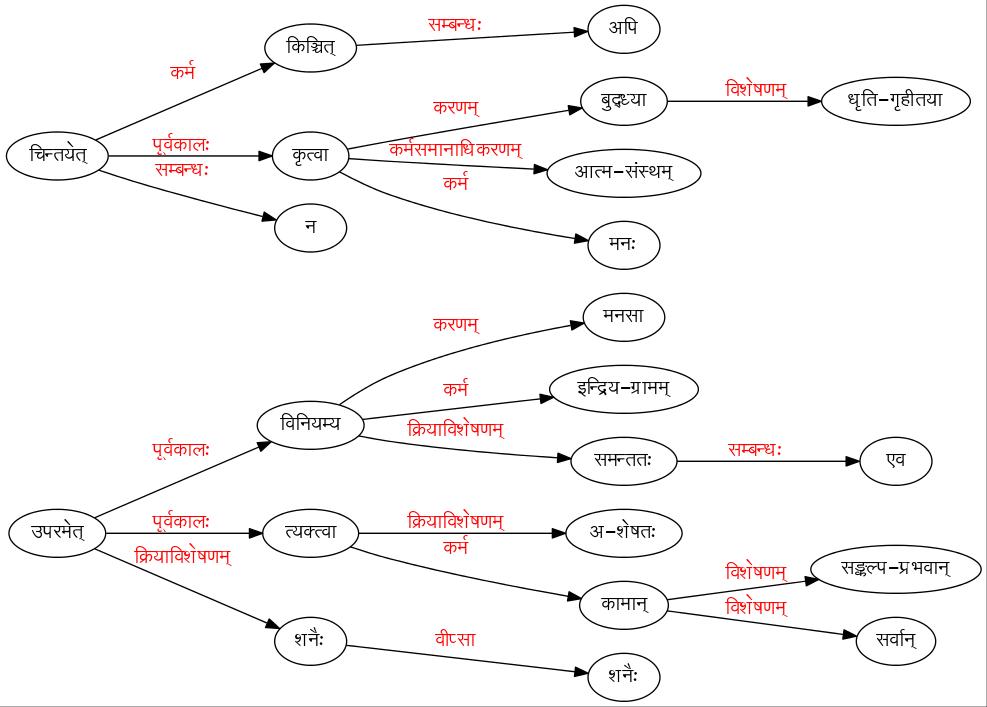 सम्बन्धः
किञ्चित्
अपि
कर्म
करणम्
बुद्ध्या
विशेषणम्
धृति-गृहीतया
चिन्तयेत्
पूर्वकालः
कृत्वा
कर्मसमानाधिकरणम्
आत्म-संस्थम्
सम्बन्धः
कर्म
न
मनः
करणम्
मनसा
कर्म
इन्द्रिय-ग्रामम्
विनियम्य
क्रियाविशेषणम्
समन्ततः
सम्बन्धः
एव
पूर्वकालः
उपरमेत्
पूर्वकालः
त्यक्त्वा
क्रियाविशेषणम्
अ-शेषतः
कर्म
क्रियाविशेषणम्
विशेषणम्
सङ्कल्प-प्रभवान्
कामान्
विशेषणम्
सर्वान्
शनैः
वीप्सा
शनैः